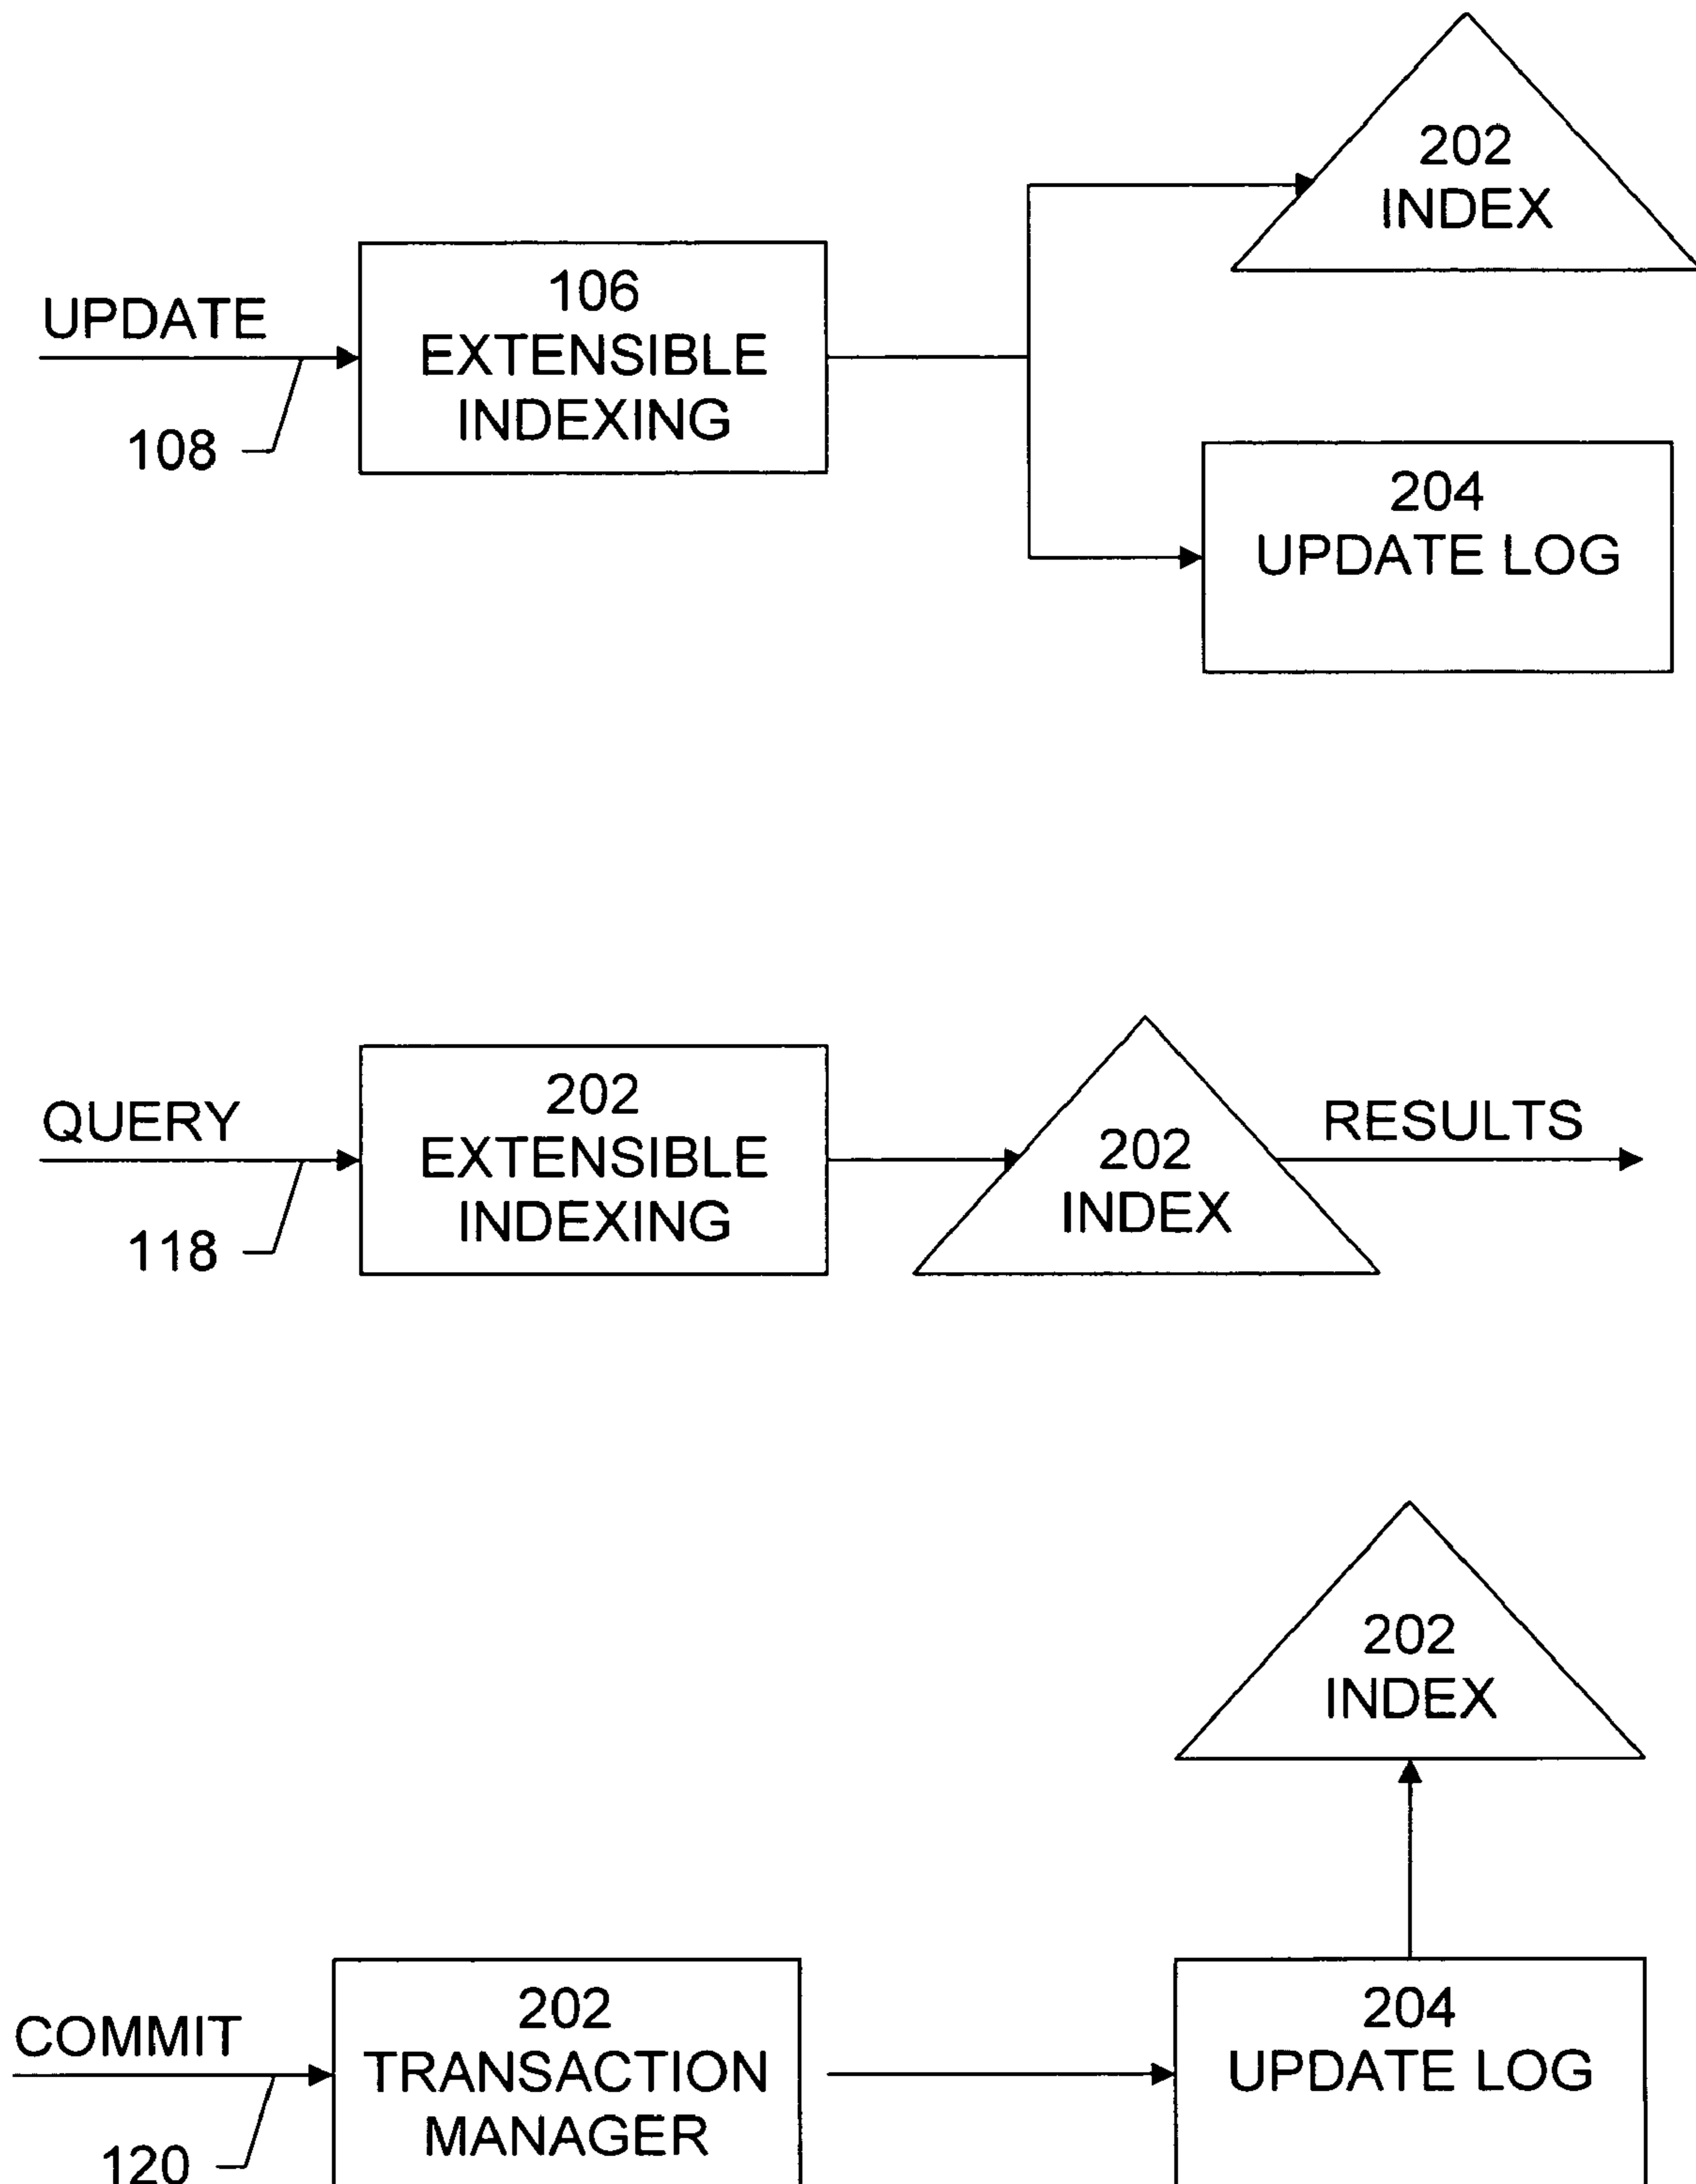 202
INDEX
UPDATE
106
EXTENSIBLE
INDEXING
108
204
UPDATE LOG
QUERY
202
EXTENSIBLE
INDEXING
118
202
INDEX
RESULTS
202
INDEX
COMMIT
202
TRANSACTION
MANAGER
120
204
UPDATE LOG